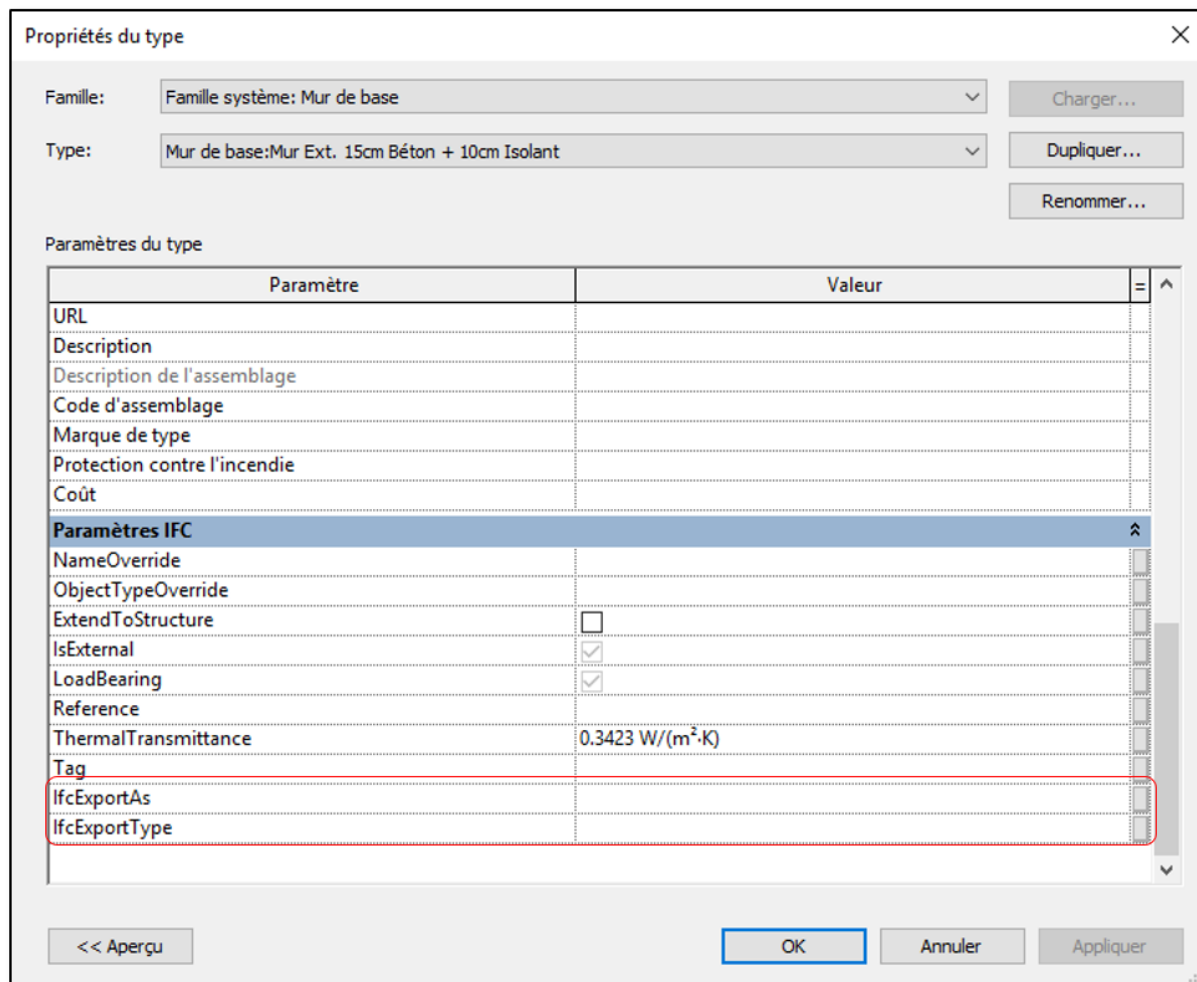 Propriétés du type
Famille: Famille système: Mur de base Charger...
Type: Mur de base:Mur Ext. 15cm Béton + 10cm Isolant Dupliquer...
Renommer...
Paramètres du type
Paramètre Valeur =
URL
Description
Description de l'assemblage
Code d'assemblage
Marque de type
Protection contre l'incendie
Coût
Paramètres IFC
NameOverride
ObjectTypeOverride
ExtendToStructure
IsExternal
LoadBearing
Reference
ThermalTransmittance 0.3423 W/(m²·K)
Tag
IfcExportAs
IfcExportType
<< Aperçu OK Annuler Appliquer